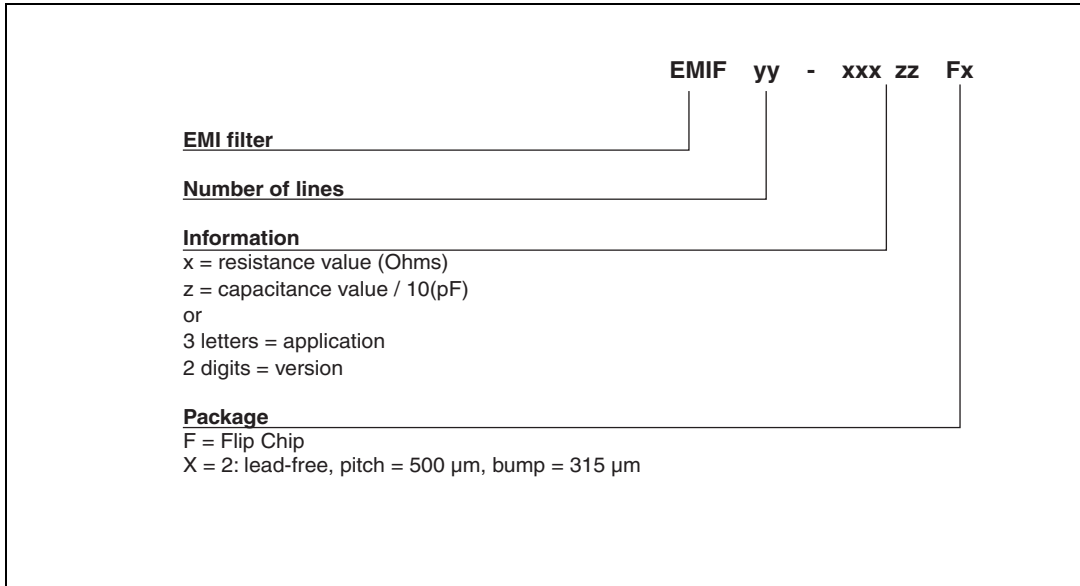 EMIF yy - xxx zz Fx
EMI filter
Number of lines
Information
x = resistance value (Ohms)
z = capacitance value / 10(pF)
or
3 letters = application
2 digits = version
Package
F = Flip Chip
X = 2: lead-free, pitch = 500 µm, bump = 315 µm